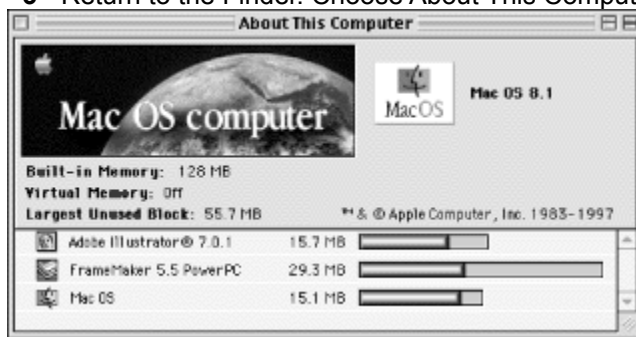 Return to the Finder. Choose About This Comput
About This Computer
Mac OS computer
MacOS
Mac OS 8.1
Built-in Memory: 128 MB
Virtual Memory: Off
Largest Unused Block: 55.7 MB
™ & © Apple Computer, Inc. 1983-1997
Adobe Illustrator® 7.0.1 15.7 MB
FrameMaker 5.5 PowerPC 29.3 MB
Mac OS 15.1 MB